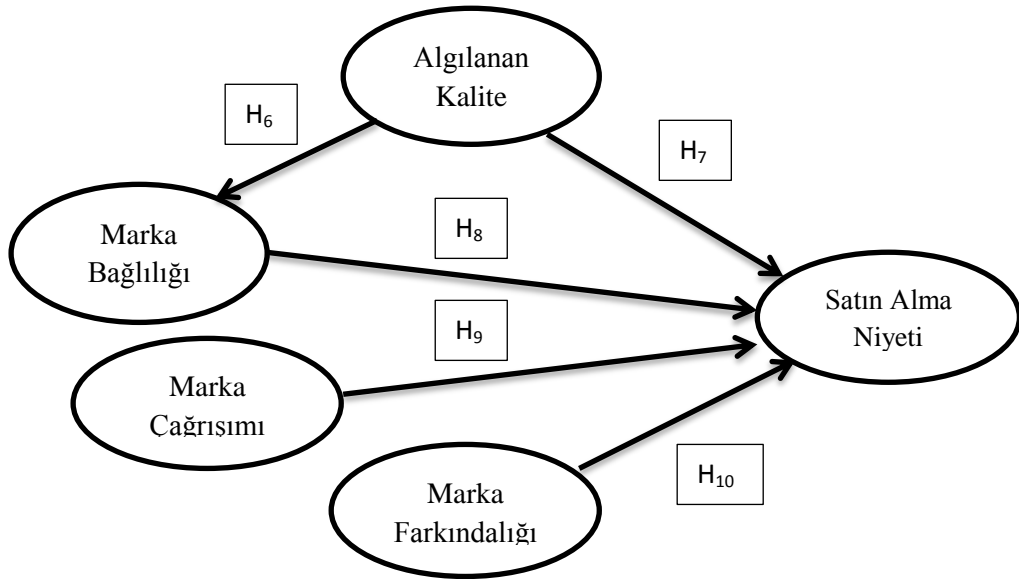 Algılanan
Kalite
H₆
H₇
Marka
Bağlılığı
H₈
Satın Alma
Niyeti
H₉
Marka
Çağrışımı
H₁₀
Marka
Farkındalığı